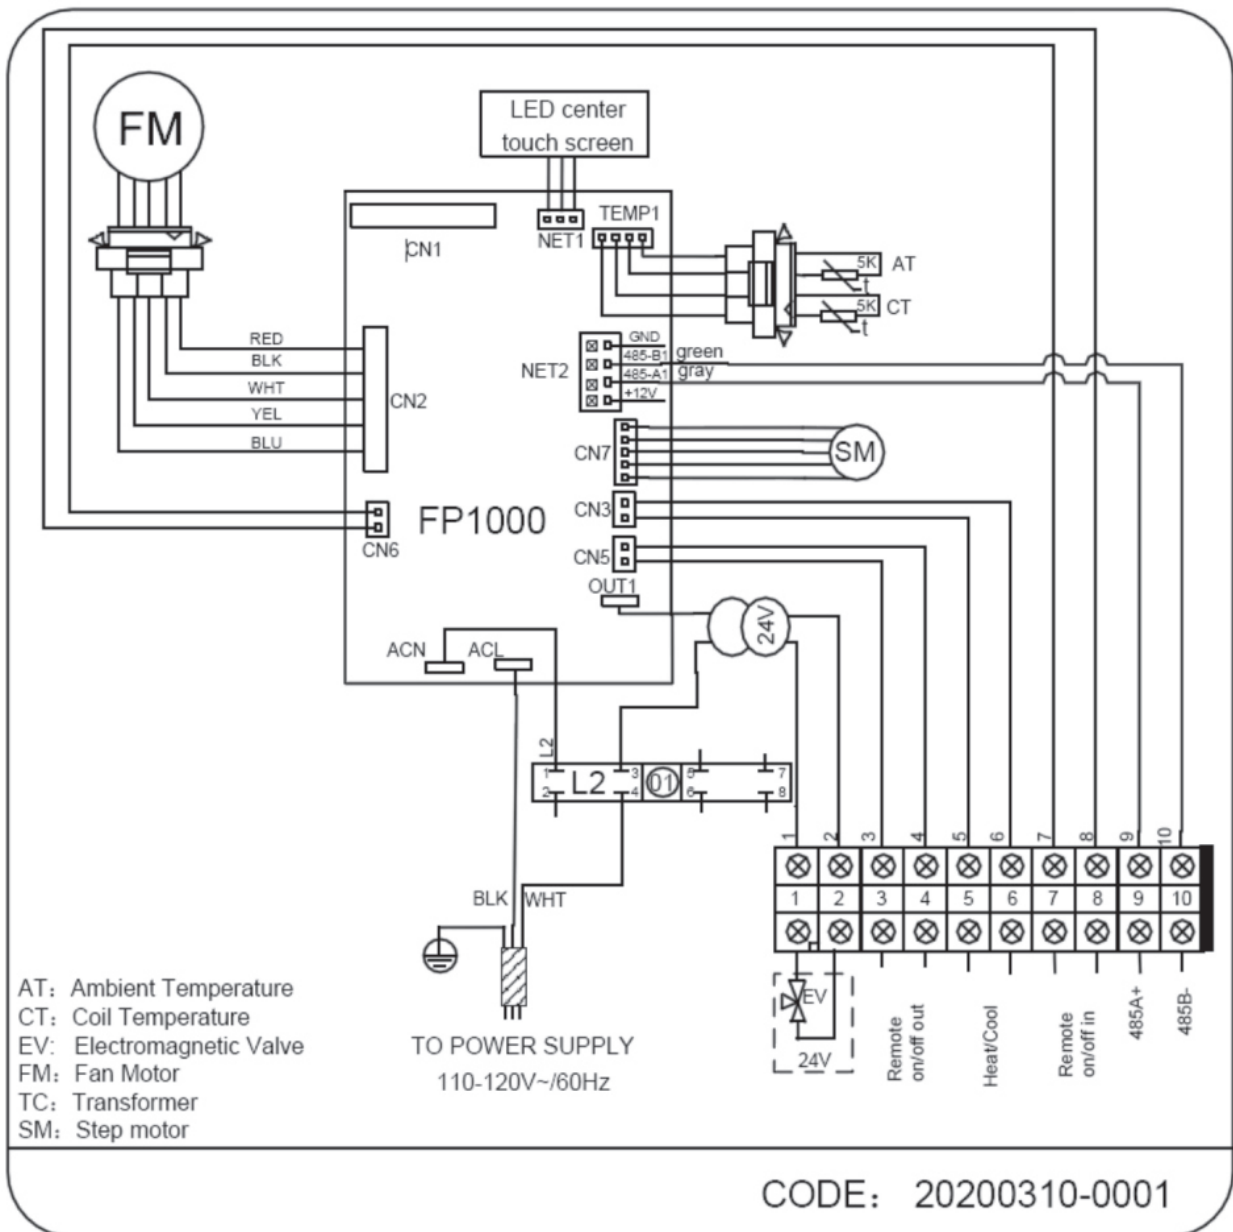 FM
LED center
touch screen
NET1
TEMP1
CN1
5K AT
t
5K CT
t
RED
BLK
WHT
YEL
BLU
CN2
NET2
GND
485-B1 green
485-A1 gray
+12V
CN7
SM
CN3
CN5
CN6
FP1000
OUT1
24V
ACN
ACL
L2
1 L2 3 01 5 7
2 4 6 8
1 2 3 4 5 6 7 8 9 10
1 2 3 4 5 6 7 8 9 10
BLK WHT
EV
24V
Remote
on/off out
Heat/Cool
Remote
on/off in
485A+
485B-
TO POWER SUPPLY
110-120V~/60Hz
AT: Ambient Temperature
CT: Coil Temperature
EV: Electromagnetic Valve
FM: Fan Motor
TC: Transformer
SM: Step motor
CODE: 20200310-0001